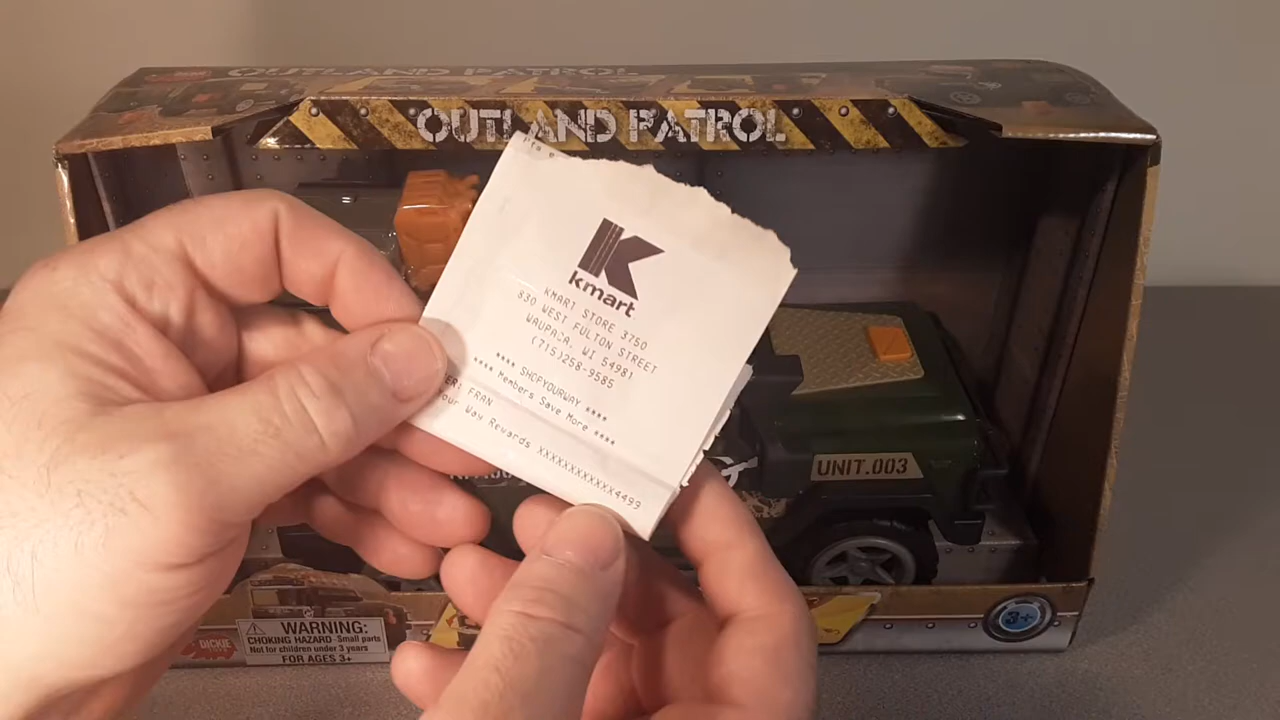 OUTLAND PATROL
OUTLAND PATROL
K
kmart
KMART STORE 3750
830 WEST FULTON STREET
WAUPACA, WI 54981
(715)258-9585
**** SHOPYOURWAY ****
**** Members Save More ****
ER: FRAN
our Way Rewards XXXXXXXXXXXX4499
UNIT.003
DICKIE
WARNING:
CHOKING HAZARD-Small parts
Not for children under 3 years
FOR AGES 3+
3+